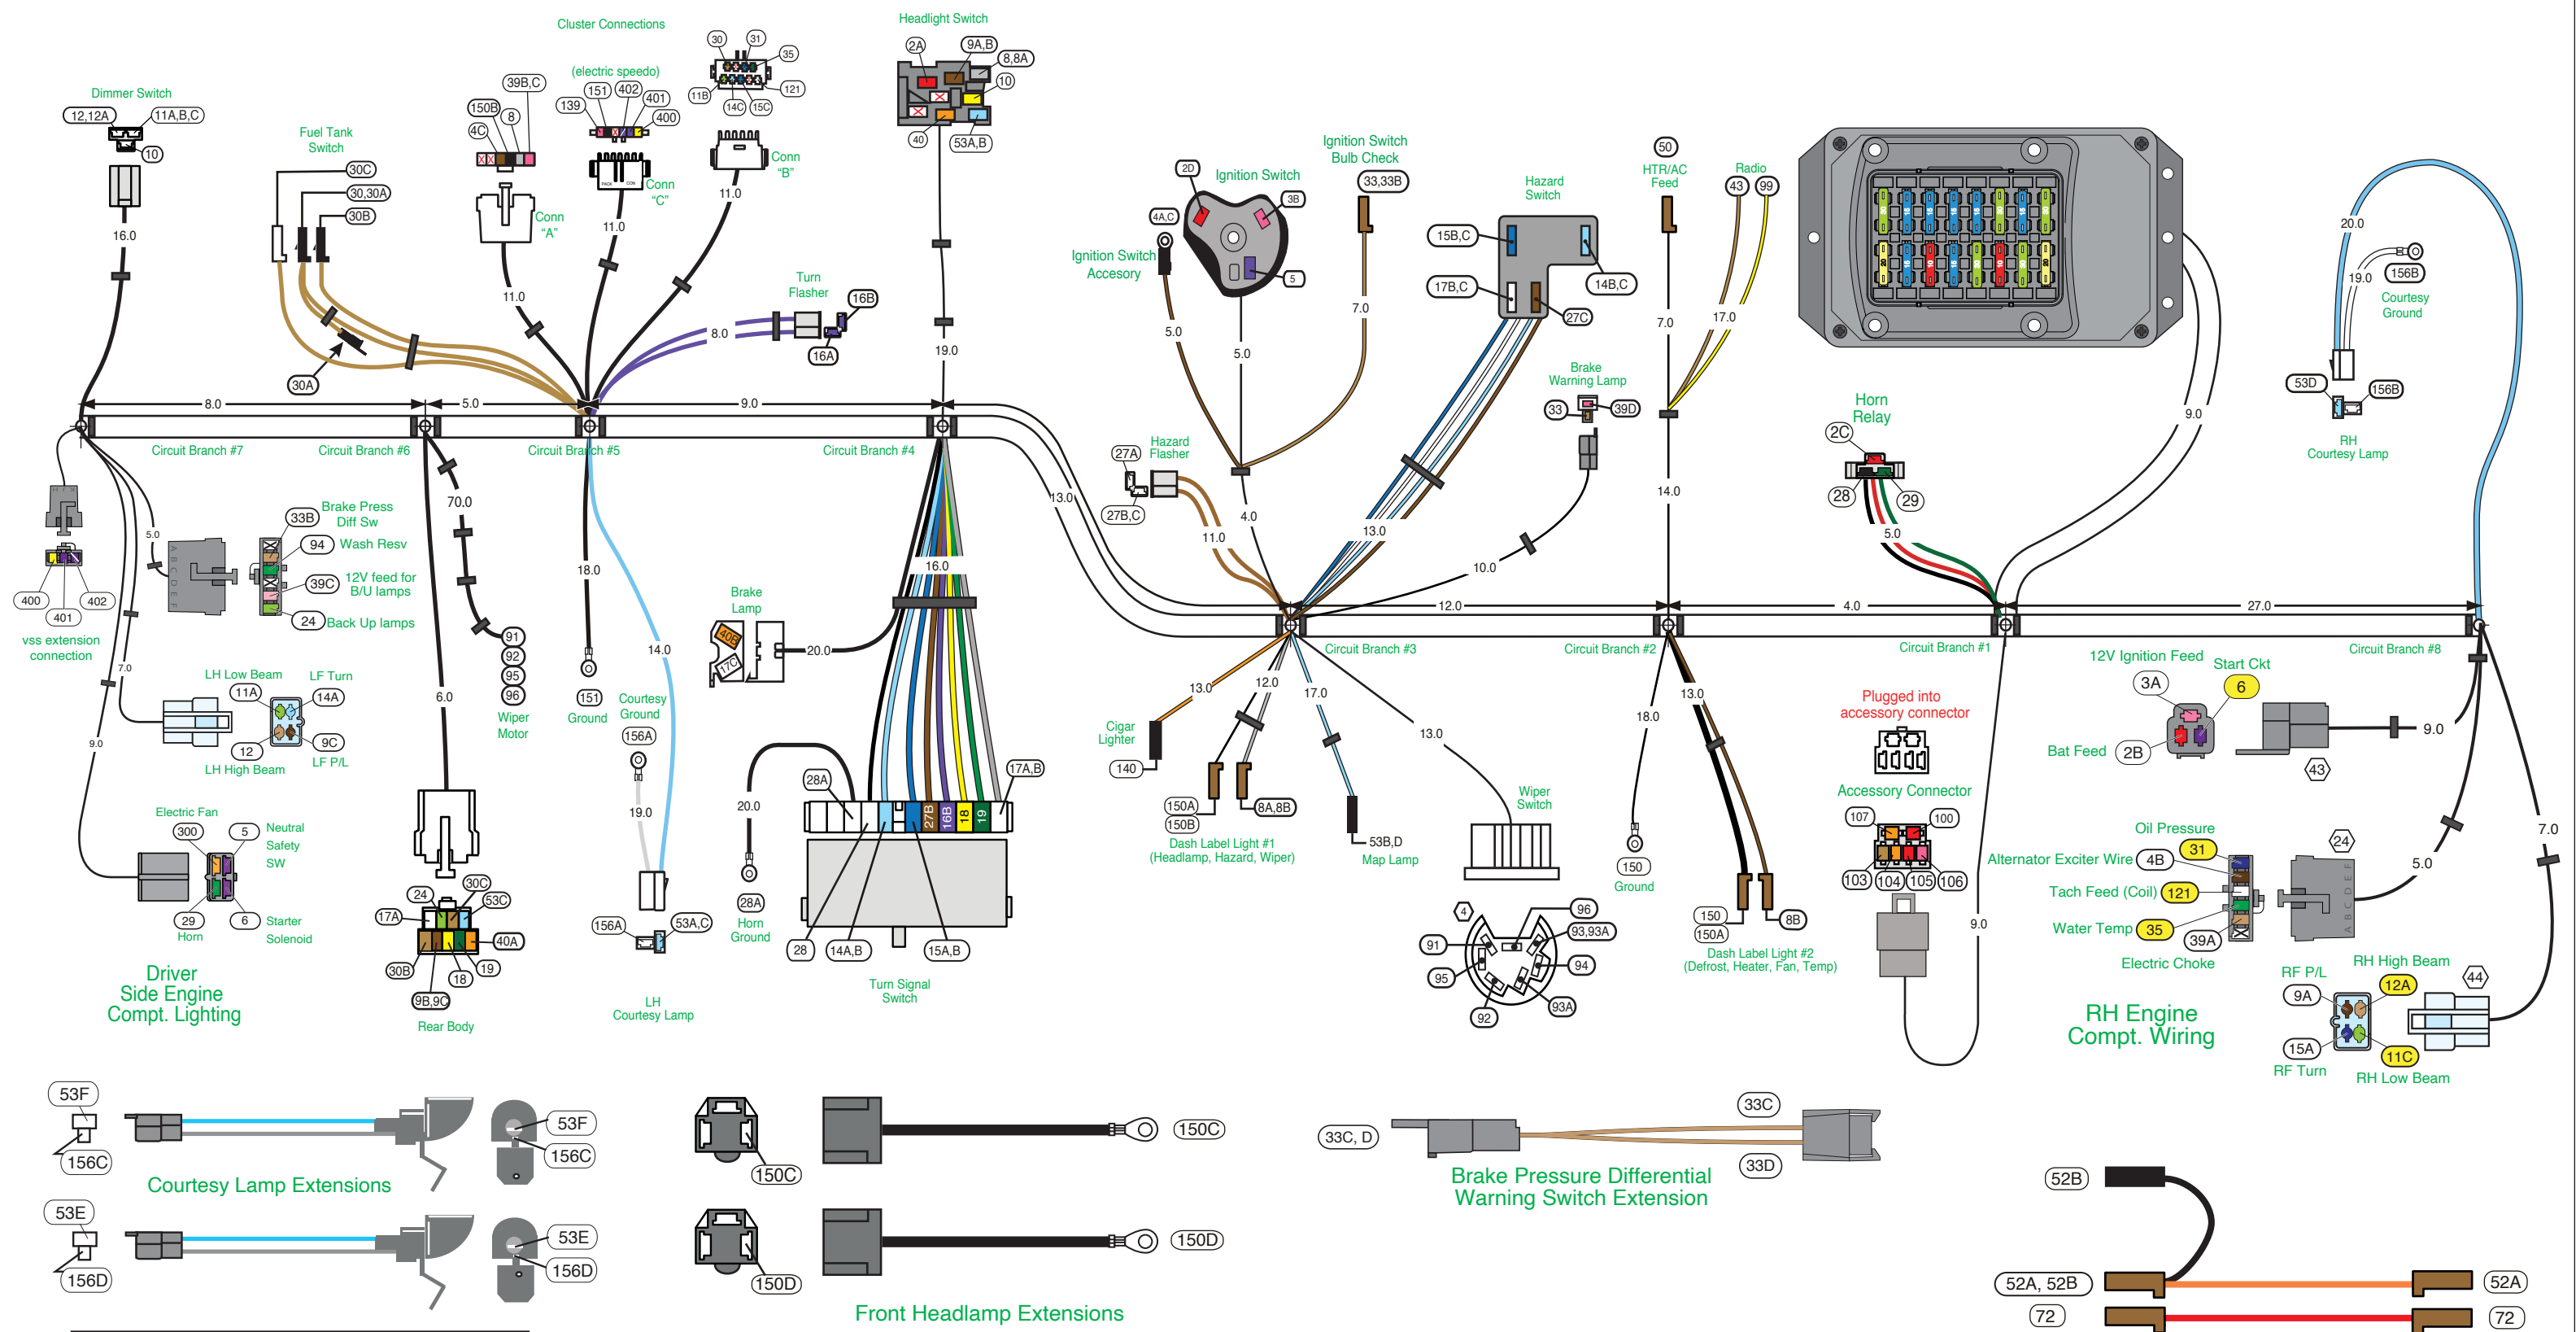 Cluster Connections
Headlight Switch
Dimmer Switch
12,12A
11A,B,C
10
16.0
Fuel Tank
Switch
30C
30,30A
30B
30A
39B,C
150B
8
4C
Conn
“A”
11.0
(electric speedo)
139
151
402
401
400
PACK
CON
Conn
“C”
11.0
30
31
35
11B
14C
15C
121
Conn
“B”
11.0
Turn
Flasher
16B
16A
8.0
2A
9A,B
8,8A
10
40
53A,B
19.0
Ignition Switch
2D
3B
5
4A,C
Ignition Switch
Accesory
5.0
5.0
Ignition Switch
Bulb Check
33,33B
7.0
Hazard
Switch
15B,C
14B,C
17B,C
27C
50
HTR/AC
Feed
7.0
Radio
43
99
17.0
14.0
Brake
Warning Lamp
33
39D
10.0
Hazard
Flasher
27A
27B,C
11.0
4.0
13.0
Horn
Relay
2C
28
29
5.0
9.0
20.0
19.0
156B
Courtesy
Ground
53D
156B
RH
Courtesy Lamp
8.0
5.0
9.0
13.0
12.0
4.0
27.0
Circuit Branch #7
Circuit Branch #6
Circuit Branch #5
Circuit Branch #4
Circuit Branch #3
Circuit Branch #2
Circuit Branch #1
Circuit Branch #8
400
401
402
vss extension
connection
5.0
A B C D E F
33B
Brake Press
Diff Sw
94
Wash Resv
39C
12V feed for
B/U lamps
24
Back Up lamps
7.0
LH Low Beam
11A
LF Turn
14A
12
9C
LH High Beam
LF P/L
9.0
Electric Fan
300
5
Neutral
Safety
SW
29
Horn
6
Starter
Solenoid
Driver
Side Engine
Compt. Lighting
70.0
91
92
95
96
Wiper
Motor
6.0
24
30C
17A
53C
40A
30B
19
18
9B,9C
Rear Body
18.0
151
Ground
14.0
Courtesy
Ground
156A
19.0
156A
53A,C
LH
Courtesy Lamp
Brake
Lamp
40B
17C
20.0
16.0
28A
17A,B
27B
16B
18
19
20.0
28A
Horn
Ground
28
14A,B
15A,B
Turn Signal
Switch
13.0
Cigar
Lighter
140
12.0
150A
150B
8A,8B
Dash Label Light #1
(Headlamp, Hazard, Wiper)
17.0
53B,D
Map Lamp
13.0
Wiper
Switch
4
96
93,93A
91
94
95
92
93A
18.0
150
Ground
13.0
150
150A
8B
Dash Label Light #2
(Defrost, Heater, Fan, Temp)
Plugged into
accessory connector
Accessory Connector
107
100
103
104
105
106
9.0
12V Ignition Feed
3A
Start Ckt
6
Bat Feed
2B
43
9.0
Oil Pressure
31
Alternator Exciter Wire
4B
Tach Feed (Coil)
121
Water Temp
35
39A
Electric Choke
24
A B C D E F
5.0
7.0
RF P/L
9A
RH High Beam
12A
44
15A
RF Turn
11C
RH Low Beam
RH Engine
Compt. Wiring
53F
156C
53F
156C
Courtesy Lamp Extensions
53E
156D
53E
156D
150C
150C
150D
150D
Front Headlamp Extensions
33C, D
33C
33D
Brake Pressure Differential
Warning Switch Extension
52B
52A, 52B
52A
72
72